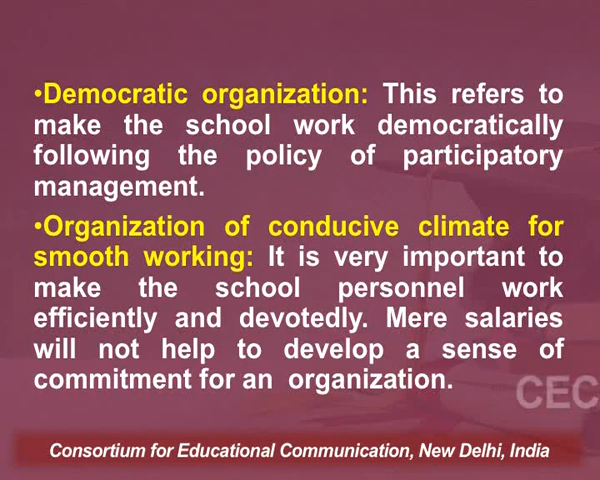 •Democratic organization: This refers to
make the school work democratically
following the policy of participatory
management.
•Organization of conducive climate for
smooth working: It is very important to
make the school personnel work
efficiently and devotedly. Mere salaries
will not help to develop a sense of
commitment for an organization.
CEC
Consortium for Educational Communication, New Delhi, India